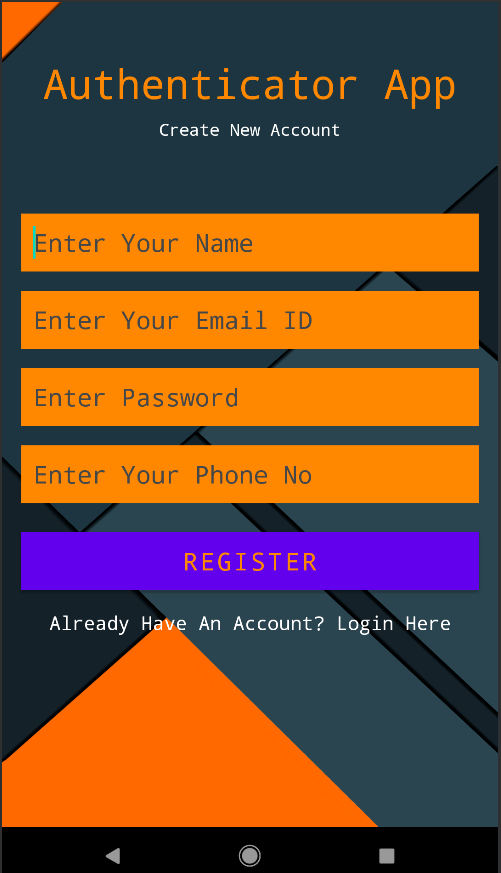 Authenticator App
Create New Account
Enter Your Name
Enter Your Email ID
Enter Password
Enter Your Phone No
REGISTER
Already Have An Account? Login Here